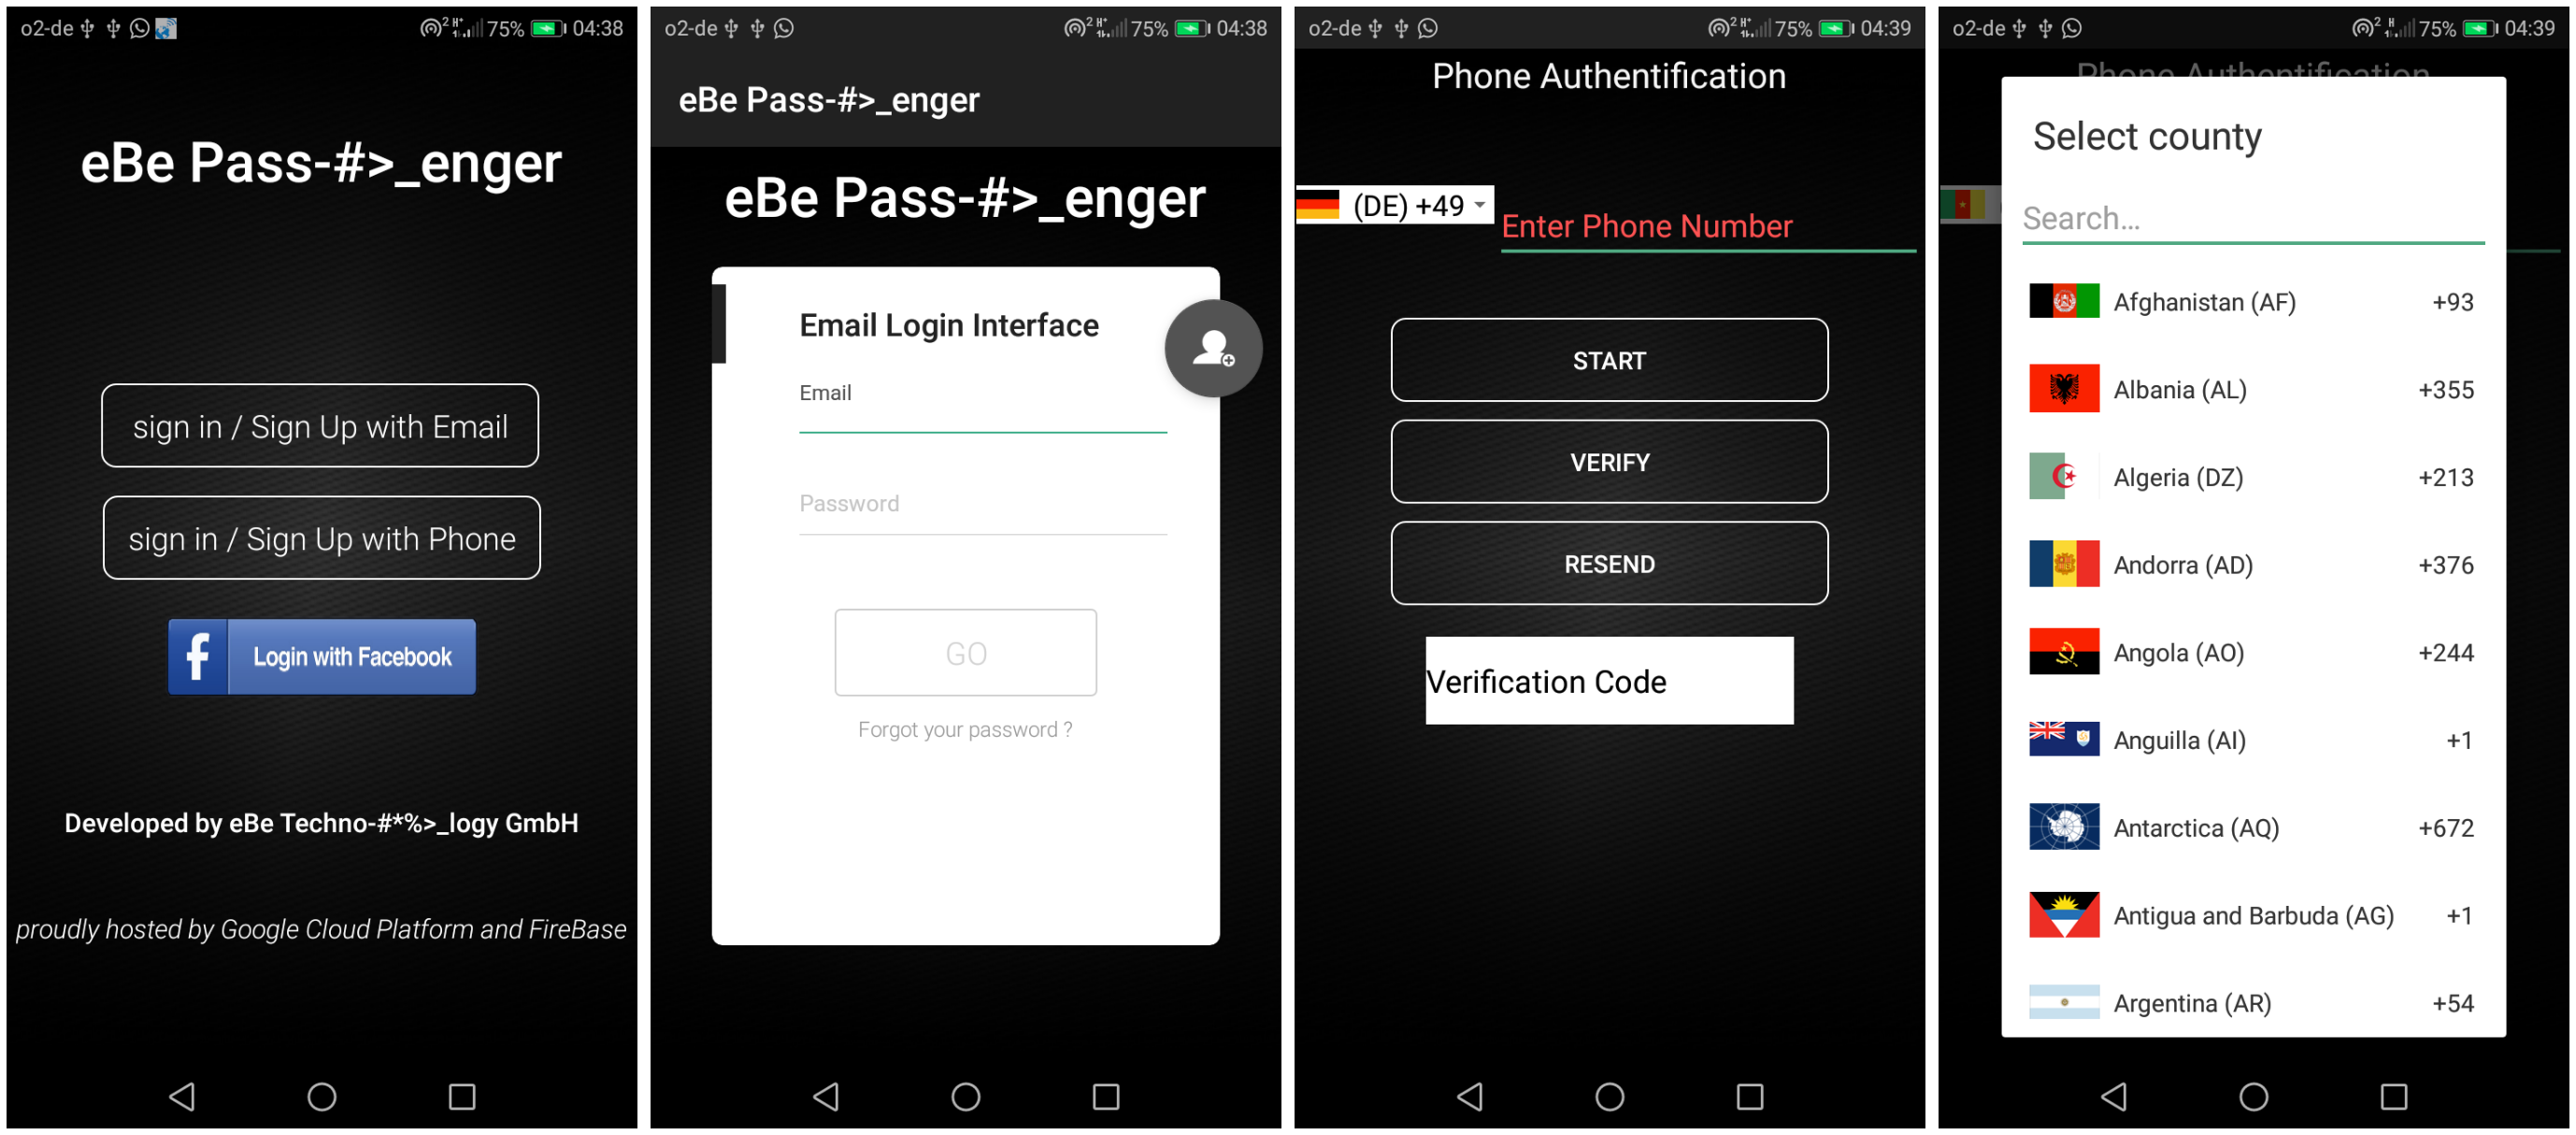 o2-de 2 H+ 75% 04:38
eBe Pass-#>_enger
sign in / Sign Up with Email
sign in / Sign Up with Phone
f Login with Facebook
Developed by eBe Techno-#*%>_logy GmbH
proudly hosted by Google Cloud Platform and FireBase
o2-de 2 H+ 75% 04:38
eBe Pass-#>_enger
eBe Pass-#>_enger
Email Login Interface
Email
Password
GO
Forgot your password ?
o2-de 2 H+ 75% 04:39
Phone Authentification
(DE) +49
Enter Phone Number
START
VERIFY
RESEND
Verification Code
o2-de 2 H 75% 04:39
Phone Authentification
Select county
Search...
Afghanistan (AF) +93
Albania (AL) +355
Algeria (DZ) +213
Andorra (AD) +376
Angola (AO) +244
Anguilla (AI) +1
Antarctica (AQ) +672
Antigua and Barbuda (AG) +1
Argentina (AR) +54